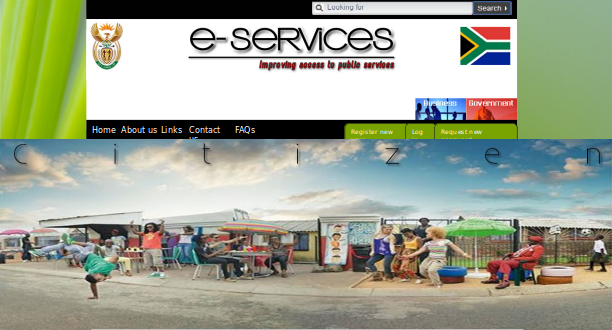 Looking for
Search
e-SERVICES
Improving access to public services
Business Government
Home About us Links Contact us FAQs
Register new Log Request new
Citizen